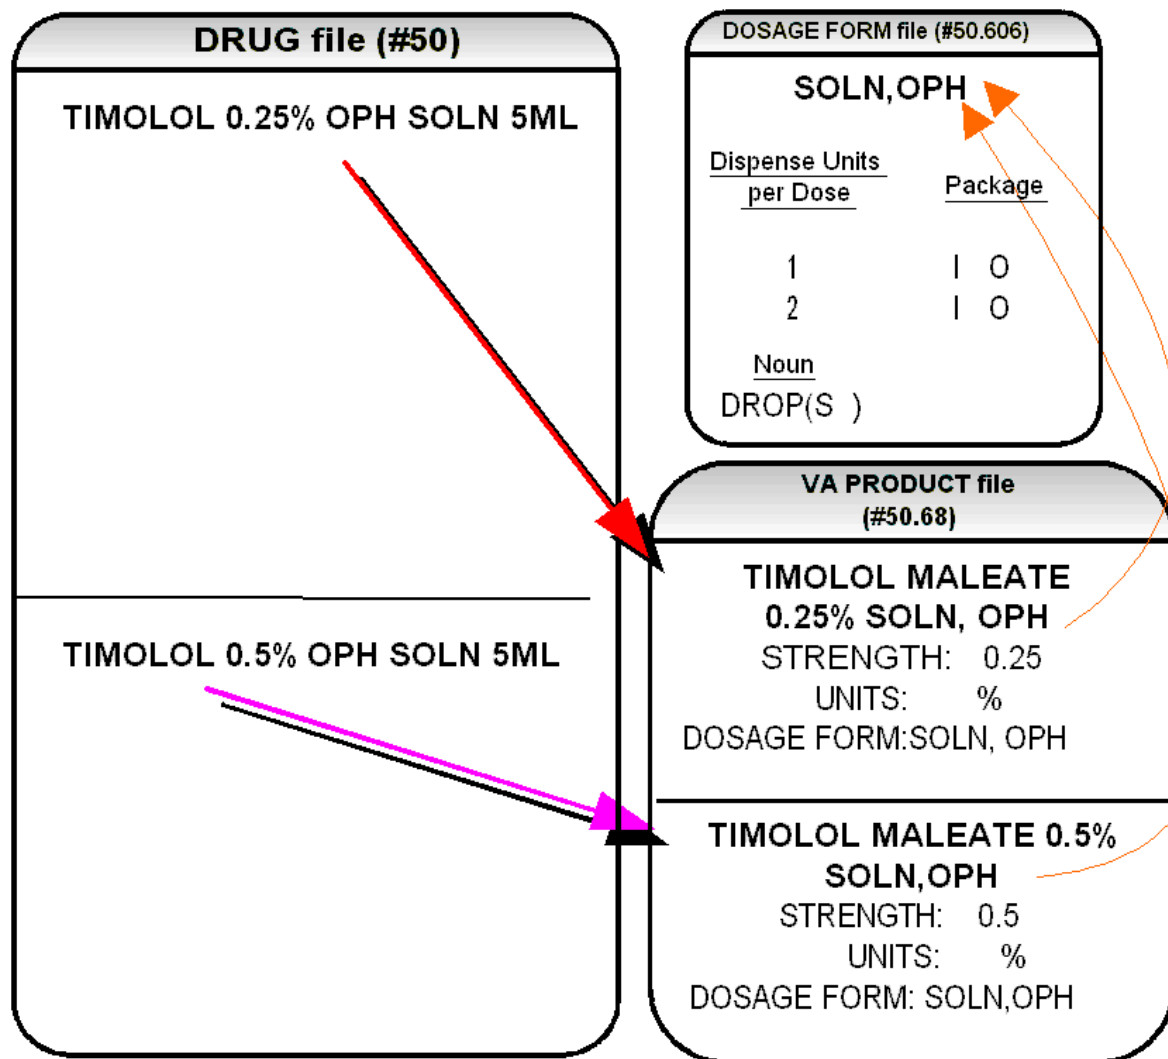 DRUG file (#50)
TIMOLOL 0.25% OPH SOLN 5ML
TIMOLOL 0.5% OPH SOLN 5ML
DOSAGE FORM file (#50.606)
SOLN,OPH
Dispense Units
per Dose
Package
1 I O
2 I O
Noun
DROP(S )
VA PRODUCT file
(#50.68)
TIMOLOL MALEATE
0.25% SOLN, OPH
STRENGTH: 0.25
UNITS: %
DOSAGE FORM:SOLN, OPH
TIMOLOL MALEATE 0.5%
SOLN,OPH
STRENGTH: 0.5
UNITS: %
DOSAGE FORM: SOLN,OPH